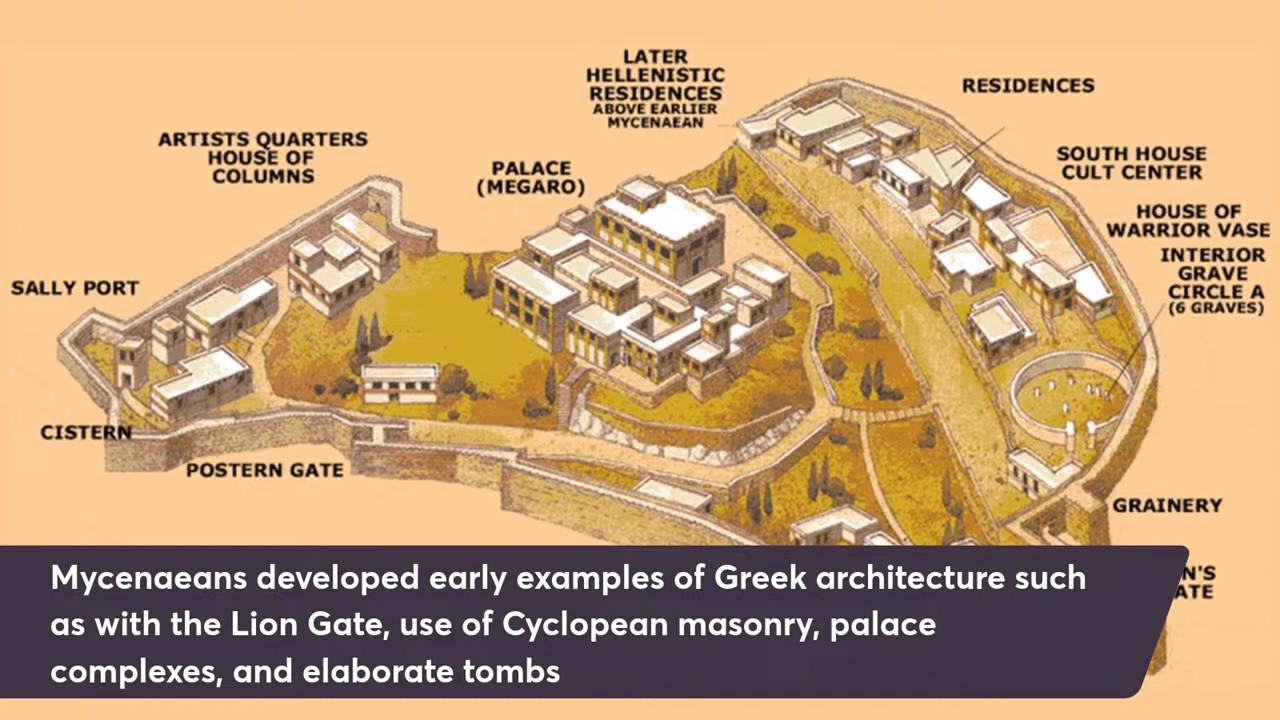 LATER
HELLENISTIC
RESIDENCES
ABOVE EARLIER
MYCENAEAN
RESIDENCES
ARTISTS QUARTERS
HOUSE OF
COLUMNS
PALACE
(MEGARO)
SOUTH HOUSE
CULT CENTER
HOUSE OF
WARRIOR VASE
INTERIOR
GRAVE
CIRCLE A
(6 GRAVES)
SALLY PORT
CISTERN
POSTERN GATE
GRAINERY
Mycenaeans developed early examples of Greek architecture such
as with the Lion Gate, use of Cyclopean masonry, palace
complexes, and elaborate tombs